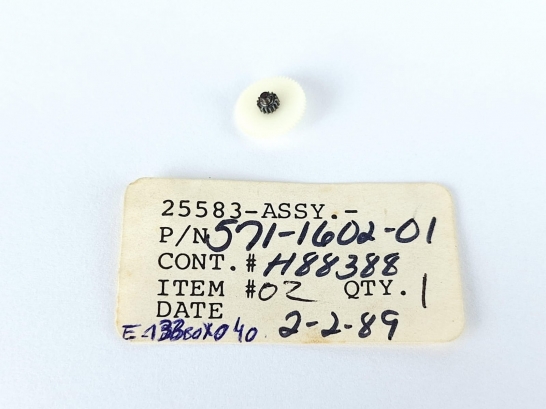 25583-ASSY.-
P/N 571-1602-01
CONT.# H88388
ITEM #02 QTY. 1
DATE 2-2-89